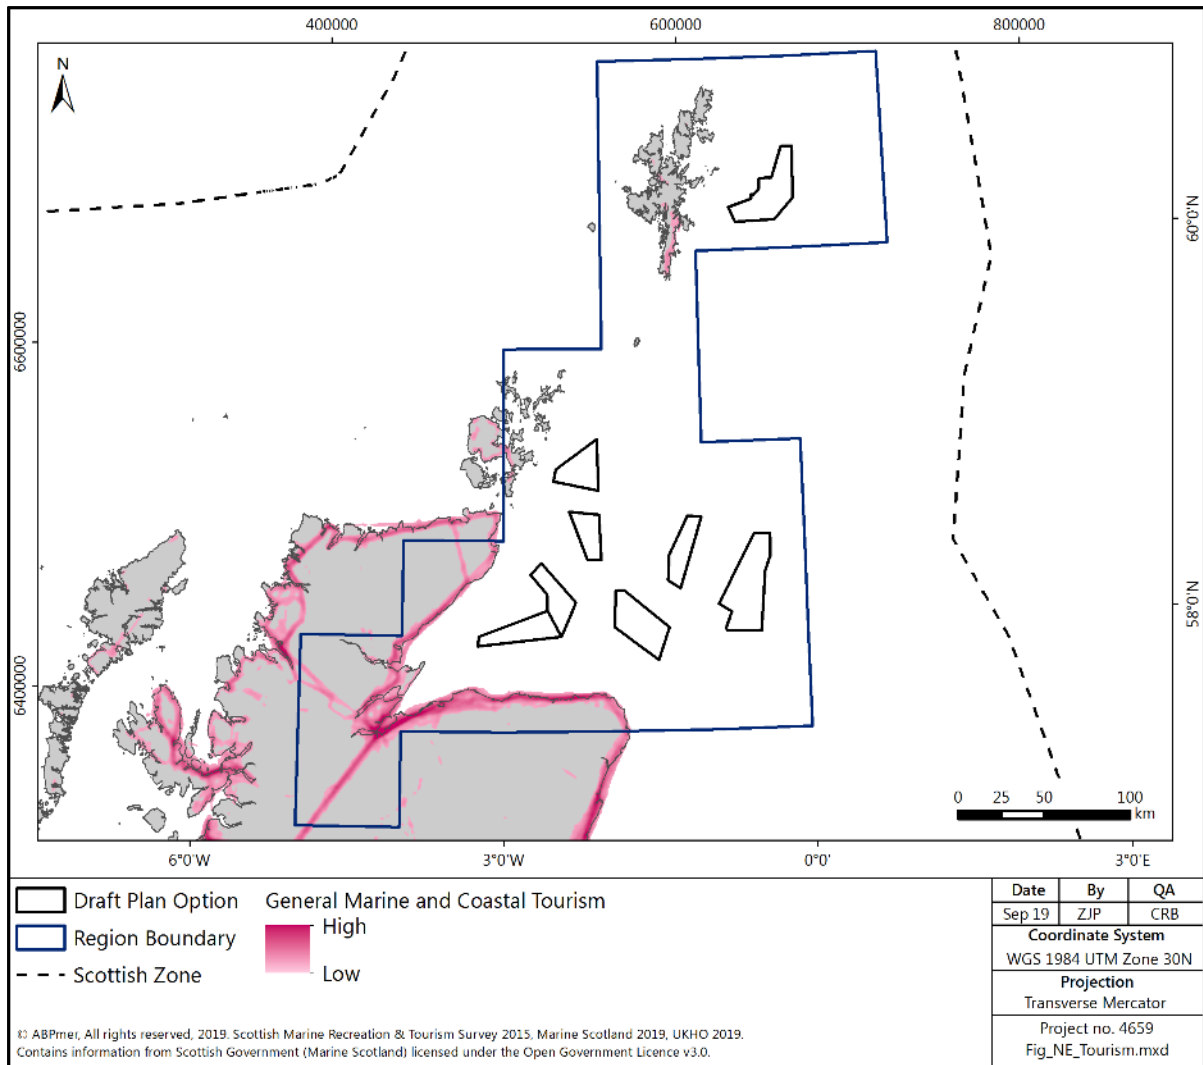 400000 600000 800000
N
60°0'N
6600000
58°0'N
6400000
0 25 50 100
km
6°0'W 3°0'W 0°0' 3°0'E
Draft Plan Option
Region Boundary
Scottish Zone
General Marine and Coastal Tourism
High
Low
Date By QA
Sep 19 ZJP CRB
Coordinate System
WGS 1984 UTM Zone 30N
Projection
Transverse Mercator
Project no. 4659
Fig_NE_Tourism.mxd
© ABPmer, All rights reserved, 2019. Scottish Marine Recreation & Tourism Survey 2015, Marine Scotland 2019, UKHO 2019.
Contains information from Scottish Government (Marine Scotland) licensed under the Open Government Licence v3.0.